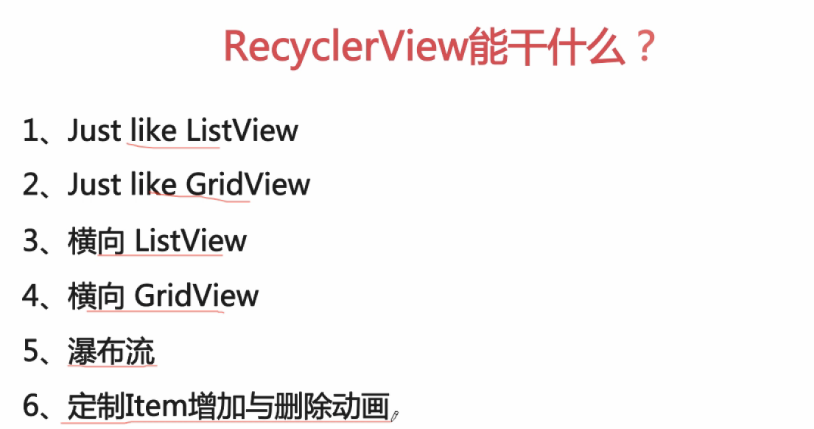 RecyclerView能干什么？
1、Just like ListView
2、Just like GridView
3、横向 ListView
4、横向 GridView
5、瀑布流
6、定制Item增加与删除动画。